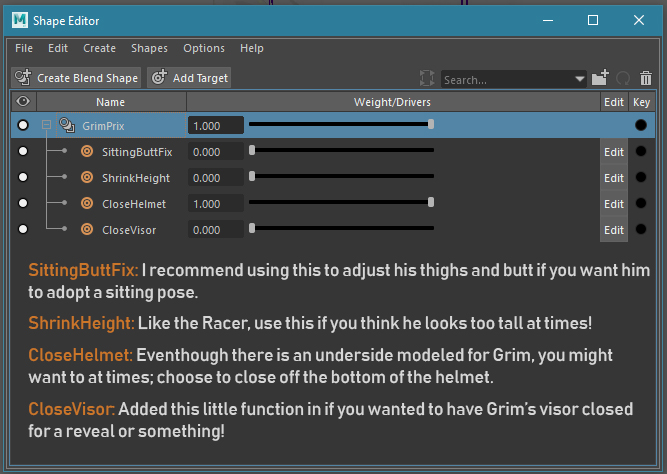 M Shape Editor
File Edit Create Shapes Options Help
Create Blend Shape Add Target Search...
Name Weight/Drivers Edit Key
GrimPrix 1.000
SittingButtFix 0.000 Edit
ShrinkHeight 0.000 Edit
CloseHelmet 1.000 Edit
CloseVisor 0.000 Edit
SittingButtFix: I recommend using this to adjust his thighs and butt if you want him
to adopt a sitting pose.
ShrinkHeight: Like the Racer, use this if you think he looks too tall at times!
CloseHelmet: Eventhough there is an underside modeled for Grim, you might
want to at times; choose to close off the bottom of the helmet.
CloseVisor: Added this little function in if you wanted to have Grim's visor closed
for a reveal or something!